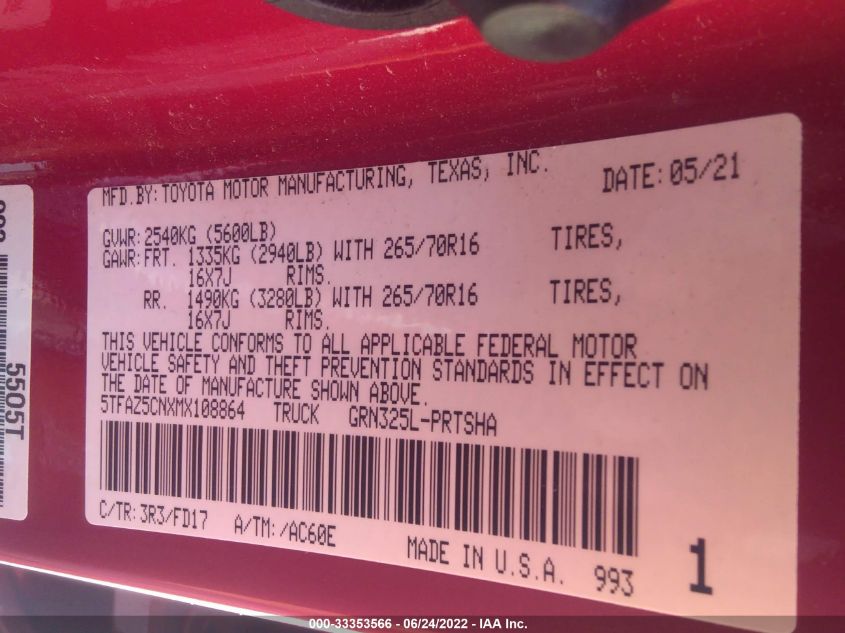 MFD.BY: TOYOTA MOTOR MANUFACTURING, TEXAS, INC. DATE: 05/21
GVWR: 2540KG (5600LB)
GAWR: FRT. 1335KG (2940LB) WITH 265/70R16 TIRES,
16X7J RIMS.
RR. 1490KG (3280LB) WITH 265/70R16 TIRES,
16X7J RIMS.
THIS VEHICLE CONFORMS TO ALL APPLICABLE FEDERAL MOTOR
VEHICLE SAFETY AND THEFT PREVENTION STANDARDS IN EFFECT ON
THE DATE OF MANUFACTURE SHOWN ABOVE.
5TFAZ5CNXMX108864 TRUCK GRN325L-PRTSHA
C/TR: 3R3/FD17 A/TM: /AC60E MADE IN U.S.A. 993 1
5505T
000-33353566 - 06/24/2022 - IAA Inc.